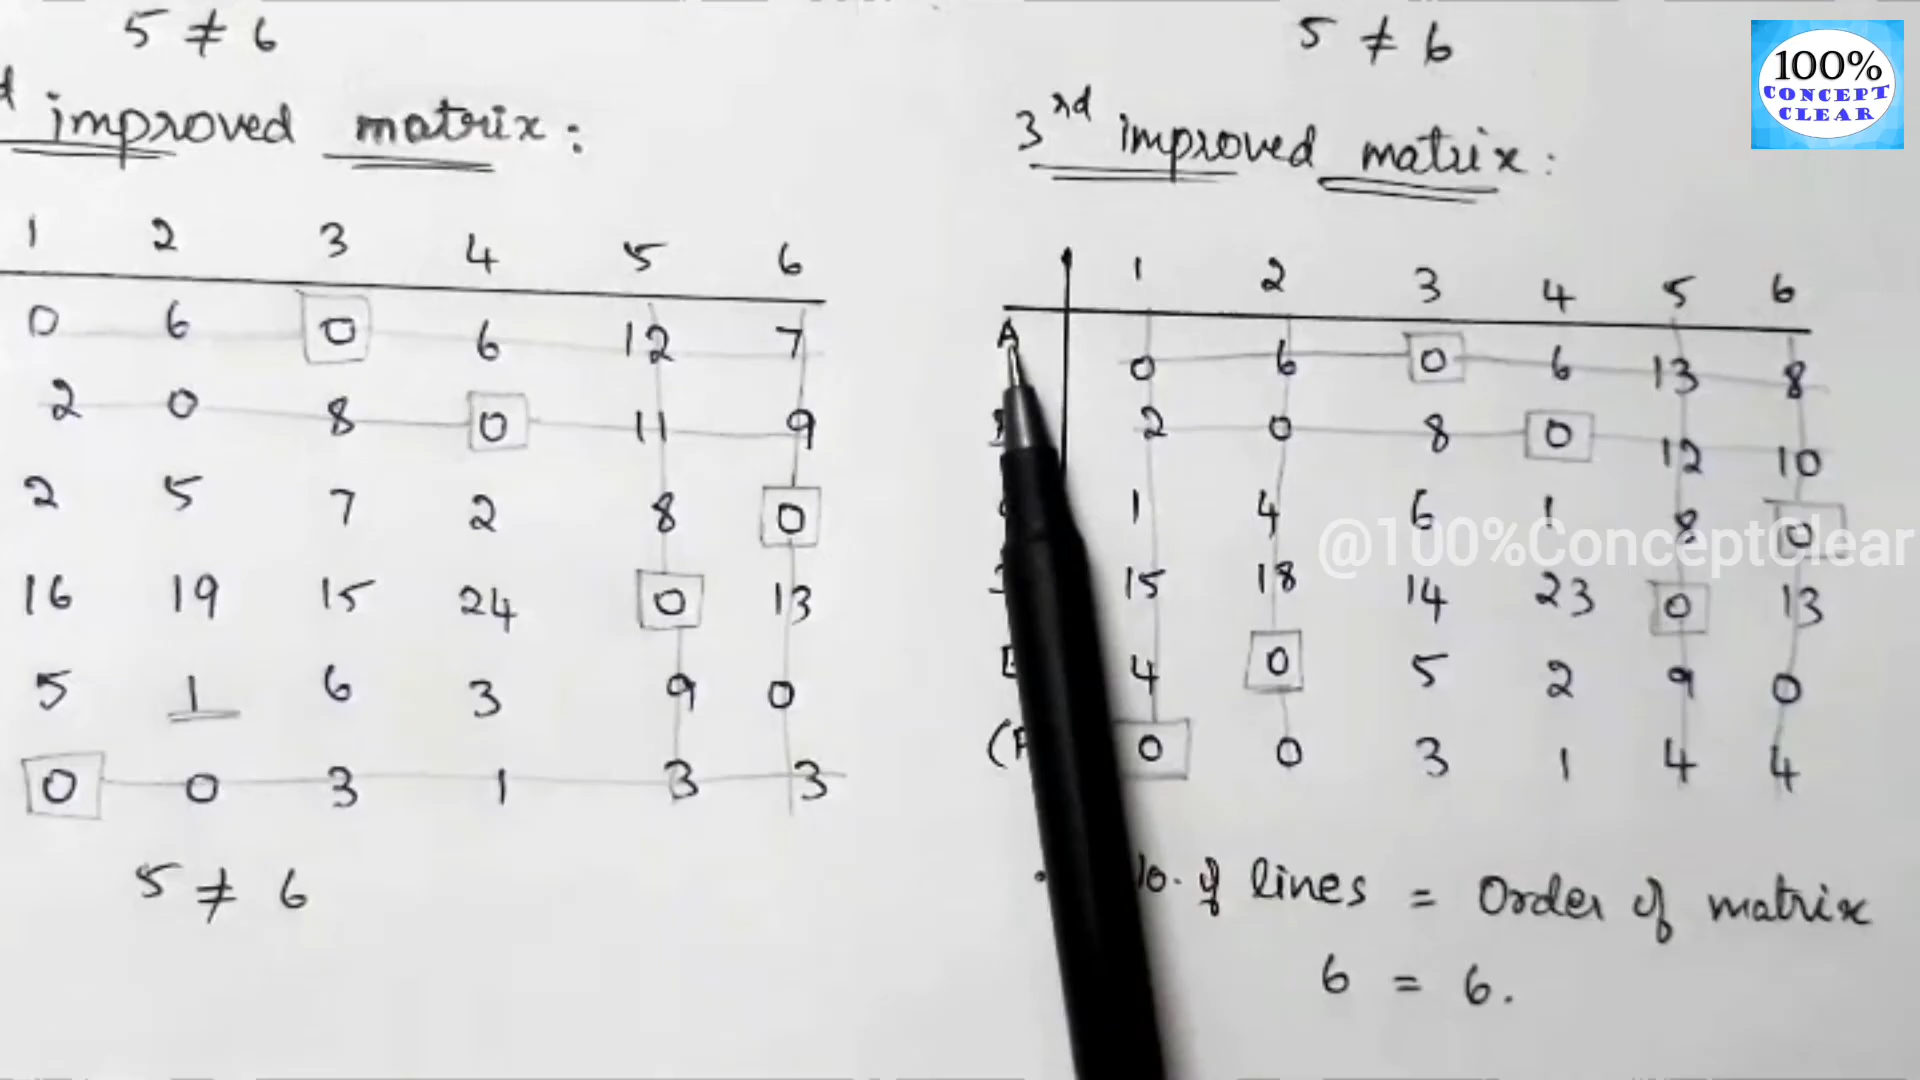 5 ≠ 6
improved matrix:
1 2 3 4 5 6
0 6 0 6 12 7
2 0 8 0 11 9
2 5 7 2 8 0
16 19 15 24 0 13
5 1 6 3 9 0
0 0 3 1 3 3
5 ≠ 6
5 ≠ 6
3rd improved matrix:
1 2 3 4 5 6
A 0 6 0 6 13 8
2 0 8 0 12 10
1 4 6 1 8 0
15 18 14 23 0 13
4 0 5 2 9 0
0 0 3 1 4 4
of lines = Order of matrix
6 = 6.
100%
CONCEPT
CLEAR
@100%ConceptClear